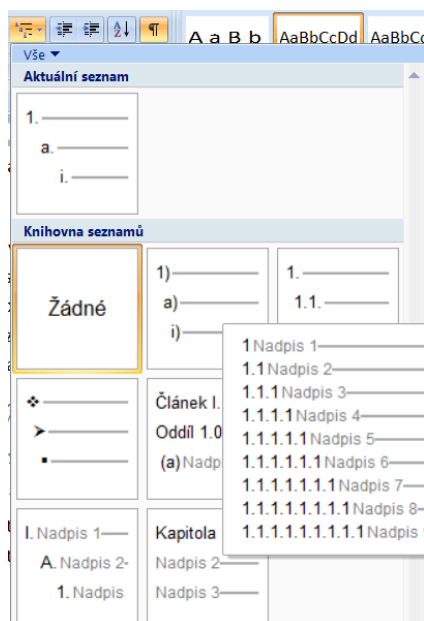 A a B b AaBbCcDd AaBbCc
Vše
Aktuální seznam
1.
a.
i.
Knihovna seznamů
Žádné
1)
a)
i)
1.
1.1.
1 Nadpis 1
1.1 Nadpis 2
1.1.1 Nadpis 3
1.1.1.1 Nadpis 4
1.1.1.1.1 Nadpis 5
1.1.1.1.1.1 Nadpis 6
1.1.1.1.1.1.1 Nadpis 7
1.1.1.1.1.1.1.1 Nadpis 8
1.1.1.1.1.1.1.1.1 Nadpis
Článek I.
Oddíl 1.0
(a) Nadp
I. Nadpis 1
A. Nadpis 2
1. Nadpis
Kapitola
Nadpis 2
Nadpis 3